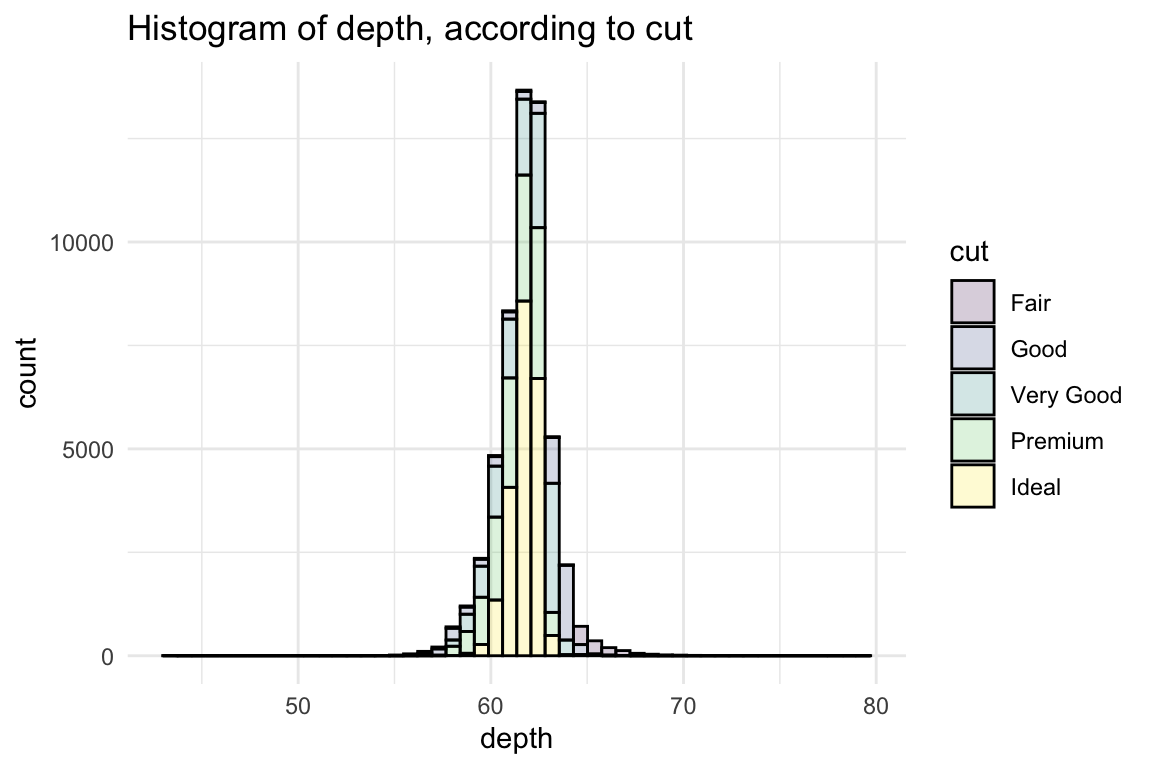 Histogram of depth, according to cut
10000
5000
0
count
50 60 70 80
depth
cut
Fair
Good
Very Good
Premium
Ideal